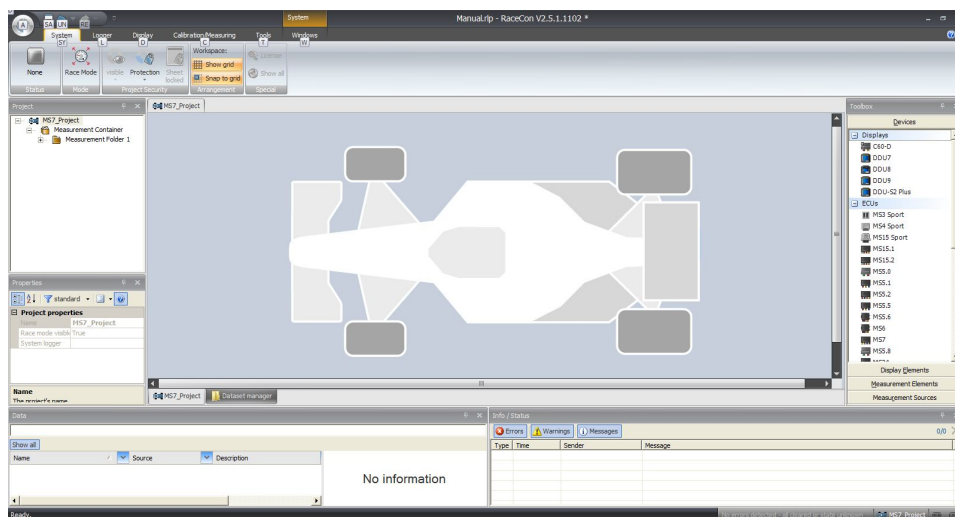 System
Manual.rlp - RaceCon V2.5.1.1102 *
A
SA UN RE
System Logger Display Calibration/Measuring Tools Windows
SY L D C T W
None
Race Mode
visible
Protection
Sheet locked
Workspace:
Show grid
Snap to grid
License
Show all
Status Mode Project Security Arrangement Special
Project
MS7_Project
Measurement Container
Measurement Folder 1
MS7_Project
Properties
standard
Project properties
Name MS7_Project
Race mode visibl True
System logger
Name
The project's name
MS7_Project Dataset manager
Toolbox
Devices
Displays
C60-D
DDU7
DDU8
DDU9
DDU-S2 Plus
ECUs
MS3 Sport
MS4 Sport
MS15 Sport
MS15.1
MS15.2
MS5.0
MS5.1
MS5.2
MS5.5
MS5.6
MS6
MS7
MS5.8
Display Elements
Measurement Elements
Measurement Sources
Data
Show all
Name Source Description
No information
Info / Status
Errors Warnings Messages 0/0
Type Time Sender Message
Ready.
MS7_Project